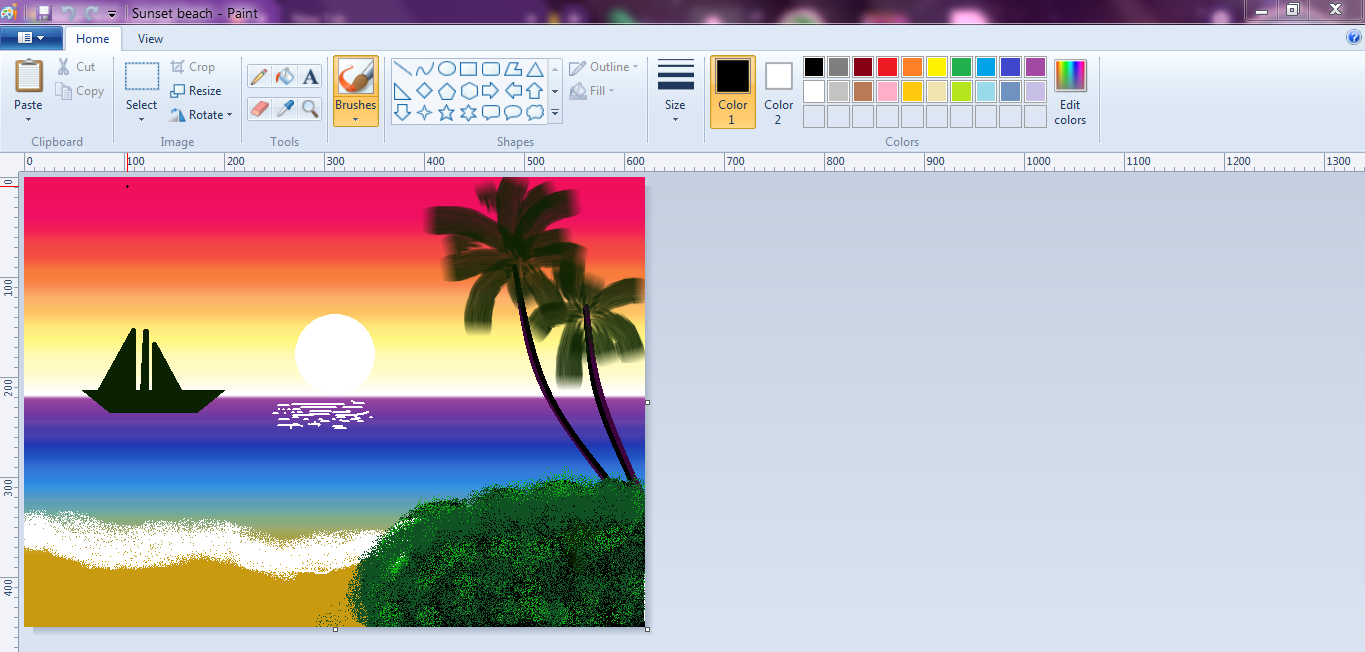 Sunset beach - Paint
Home View
Paste
Cut
Copy
Clipboard
Select
Crop
Resize
Rotate
Image
A
Tools
Brushes
Outline
Fill
Shapes
Size
Color 1
Color 2
Edit colors
Colors
0 100 200 300 400 500 600 700 800 900 1000 1100 1200 1300
0
100
200
300
400